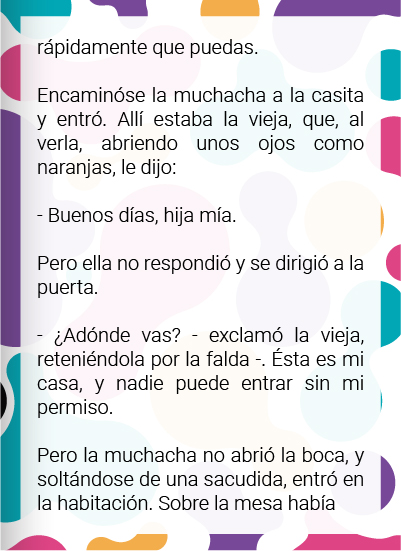 rápidamente que puedas.
Encaminóse la muchacha a la casita
y entró. Allí estaba la vieja, que, al
verla, abriendo unos ojos como
naranjas, le dijo:
- Buenos días, hija mía.
Pero ella no respondió y se dirigió a la
puerta.
- ¿Adónde vas? - exclamó la vieja,
reteniéndola por la falda -. Ésta es mi
casa, y nadie puede entrar sin mi
permiso.
Pero la muchacha no abrió la boca, y
soltándose de una sacudida, entró en
la habitación. Sobre la mesa había